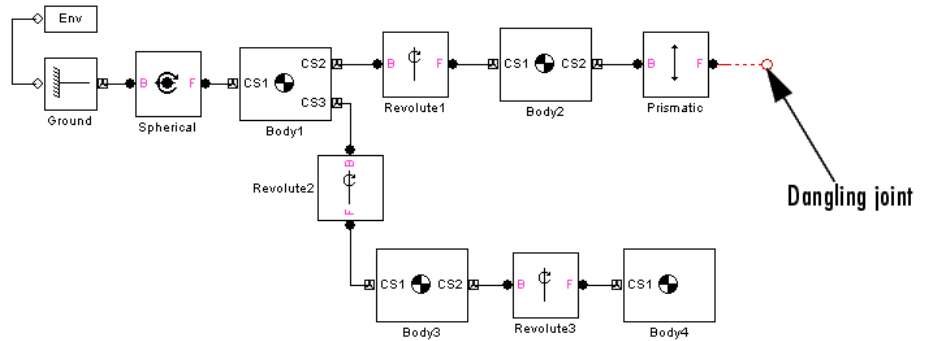 Env
Ground
B F
Spherical
CS1 CS2
CS3
Body1
B F
Revolute1
CS1 CS2
Body2
B F
Prismatic
Dangling joint
B
Revolute2
F
CS1 CS2
Body3
B F
Revolute3
CS1
Body4